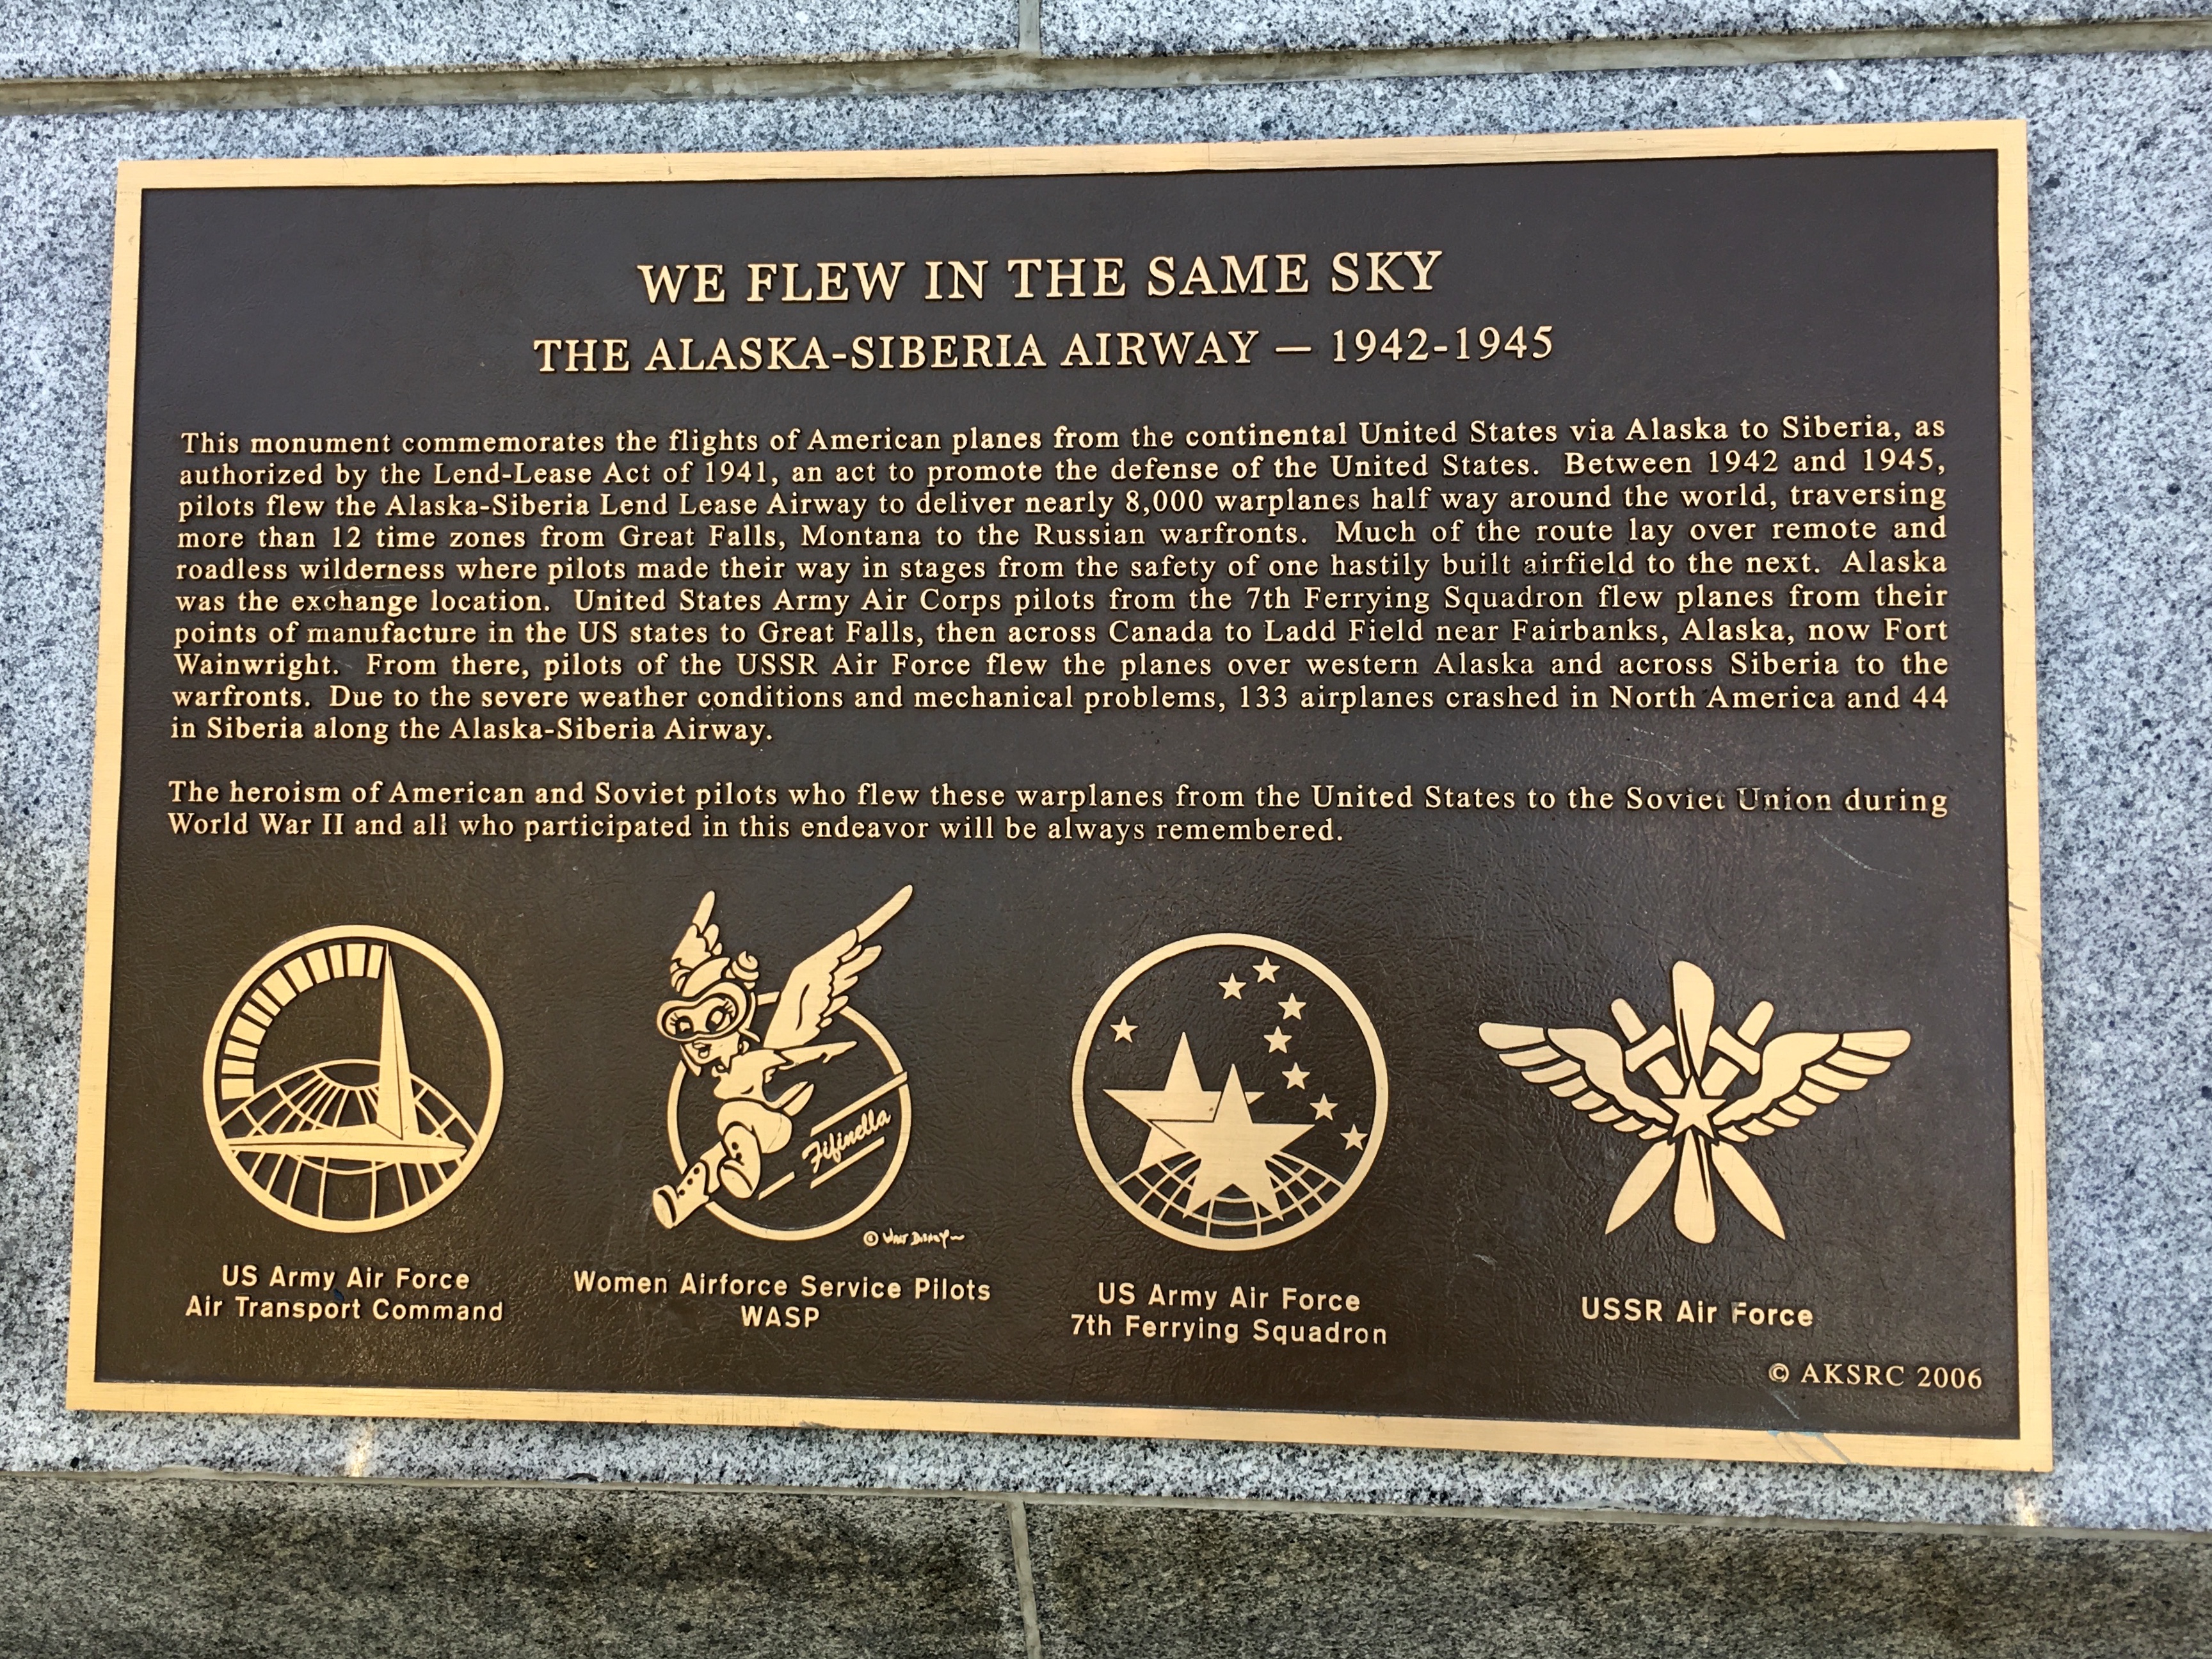 WE FLEW IN THE SAME SKY
THE ALASKA-SIBERIA AIRWAY — 1942-1945
This monument commemorates the flights of American planes from the continental United States via Alaska to Siberia, as
authorized by the Lend-Lease Act of 1941, an act to promote the defense of the United States. Between 1942 and 1945,
pilots flew the Alaska-Siberia Lend Lease Airway to deliver nearly 8,000 warplanes half way around the world, traversing
more than 12 time zones from Great Falls, Montana to the Russian warfronts. Much of the route lay over remote and
roadless wilderness where pilots made their way in stages from the safety of one hastily built airfield to the next. Alaska
was the exchange location. United States Army Air Corps pilots from the 7th Ferrying Squadron flew planes from their
points of manufacture in the US states to Great Falls, then across Canada to Ladd Field near Fairbanks, Alaska, now Fort
Wainwright. From there, pilots of the USSR Air Force flew the planes over western Alaska and across Siberia to the
warfronts. Due to the severe weather conditions and mechanical problems, 133 airplanes crashed in North America and 44
in Siberia along the Alaska-Siberia Airway.
The heroism of American and Soviet pilots who flew these warplanes from the United States to the Soviet Union during
World War II and all who participated in this endeavor will be always remembered.
Fifinella
© WALT DISNEY
US Army Air Force
Air Transport Command
Women Airforce Service Pilots
WASP
US Army Air Force
7th Ferrying Squadron
USSR Air Force
© AKSRC 2006